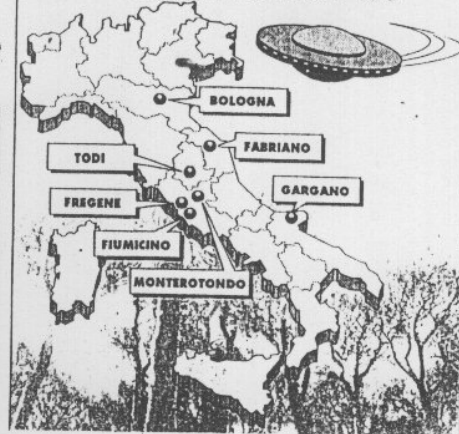 BOLOGNA
FABRIANO
TODI
GARGANO
FREGENE
FIUMICINO
MONTEROTONDO